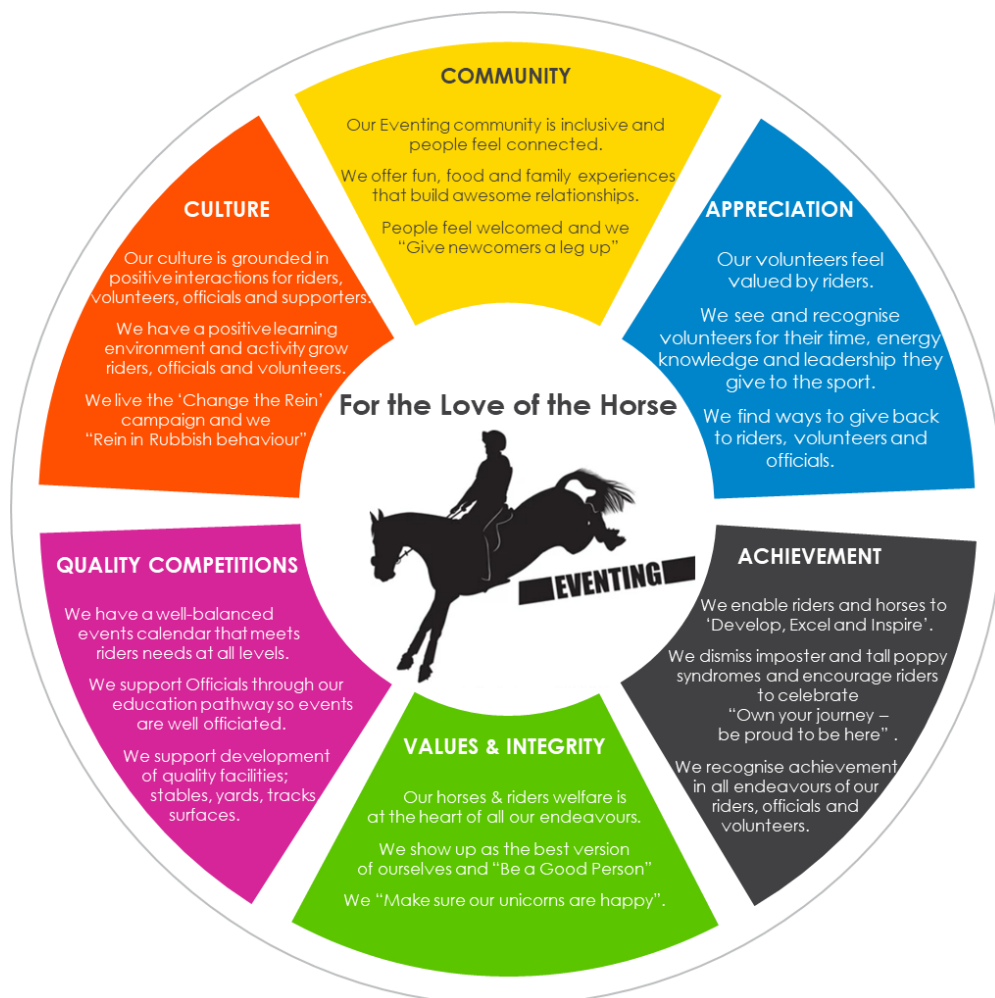 COMMUNITY
Our Eventing community is inclusive and
people feel connected.
We offer fun, food and family experiences
that build awesome relationships.
People feel welcomed and we
“Give newcomers a leg up”
APPRECIATION
Our volunteers feel
valued by riders.
We see and recognise
volunteers for their time, energy
knowledge and leadership they
give to the sport.
We find ways to give back
to riders, volunteers and
officials.
ACHIEVEMENT
We enable riders and horses to
‘Develop, Excel and Inspire’.
We dismiss imposter and tall poppy
syndromes and encourage riders
to celebrate
“Own your journey –
be proud to be here” .
We recognise achievement
in all endeavours of our
riders, officials and
volunteers.
VALUES & INTEGRITY
Our horses & riders welfare is
at the heart of all our endeavours.
We show up as the best version
of ourselves and “Be a Good Person”
We “Make sure our unicorns are happy”.
QUALITY COMPETITIONS
We have a well-balanced
events calendar that meets
riders needs at all levels.
We support Officials through our
education pathway so events
are well officiated.
We support development
of quality facilities;
stables, yards, tracks
surfaces.
CULTURE
Our culture is grounded in
positive interactions for riders,
volunteers, officials and supporters.
We have a positive learning
environment and activity grow
riders, officials and volunteers.
We live the ‘Change the Rein’
campaign and we
“Rein in Rubbish behaviour”
For the Love of the Horse
EVENTING